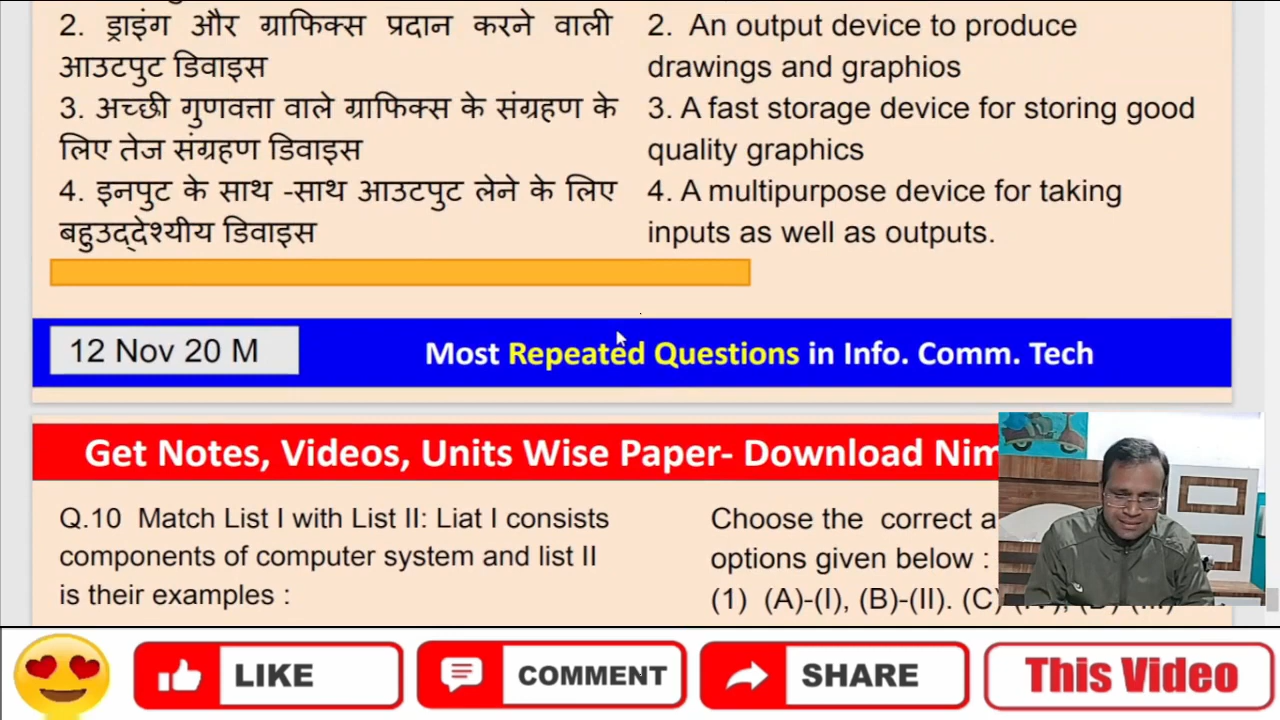 2. ड्राइंग और ग्राफिक्स प्रदान करने वाली
आउटपुट डिवाइस
3. अच्छी गुणवत्ता वाले ग्राफिक्स के संग्रहण के
लिए तेज संग्रहण डिवाइस
4. इनपुट के साथ -साथ आउटपुट लेने के लिए
बहुउद्देश्यीय डिवाइस
2. An output device to produce
drawings and graphios
3. A fast storage device for storing good
quality graphics
4. A multipurpose device for taking
inputs as well as outputs.
12 Nov 20 M
Most Repeated Questions in Info. Comm. Tech
Get Notes, Videos, Units Wise Paper- Download Nim
Q.10 Match List I with List II: Liat I consists
components of computer system and list II
is their examples :
Choose the correct a
options given below :
(1) (A)-(I), (B)-(II). (C)
LIKE
COMMENT
SHARE
This Video